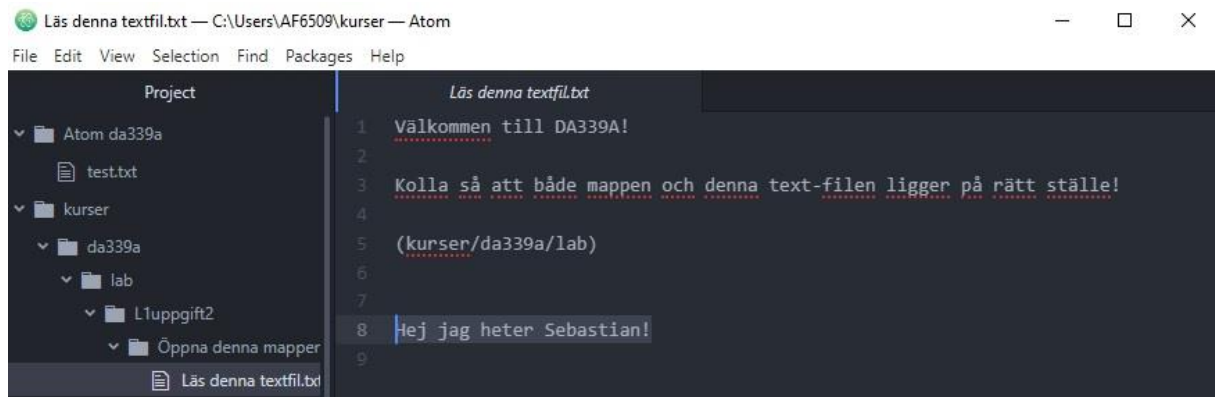 Läs denna textfil.txt — C:\Users\AF6509\kurser — Atom
File Edit View Selection Find Packages Help
Project
Atom da339a
test.txt
kurser
da339a
lab
L1uppgift2
Öppna denna mapper
Läs denna textfil.txt
Läs denna textfil.txt
1 Välkommen till DA339A!
2
3 Kolla så att både mappen och denna text-filen ligger på rätt ställe!
4
5 (kurser/da339a/lab)
6
7
8 Hej jag heter Sebastian!
9